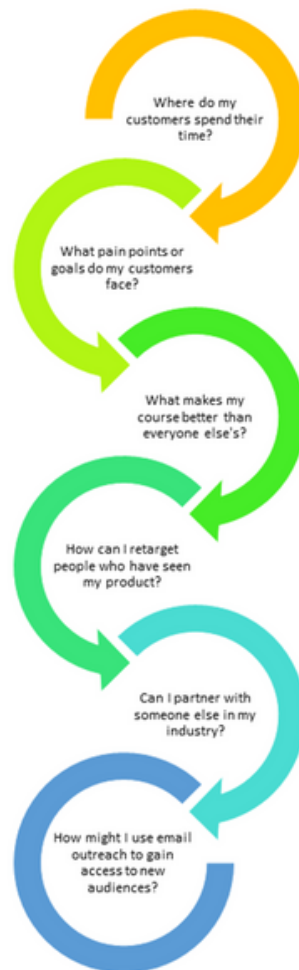 Where do my
customers spend their
time?
What pain points or
goals do my customers
face?
What makes my
course better than
everyone else's?
How can I retarget
people who have seen
my product?
Can I partner with
someone else in my
industry?
How might I use email
outreach to gain
access to new
audiences?